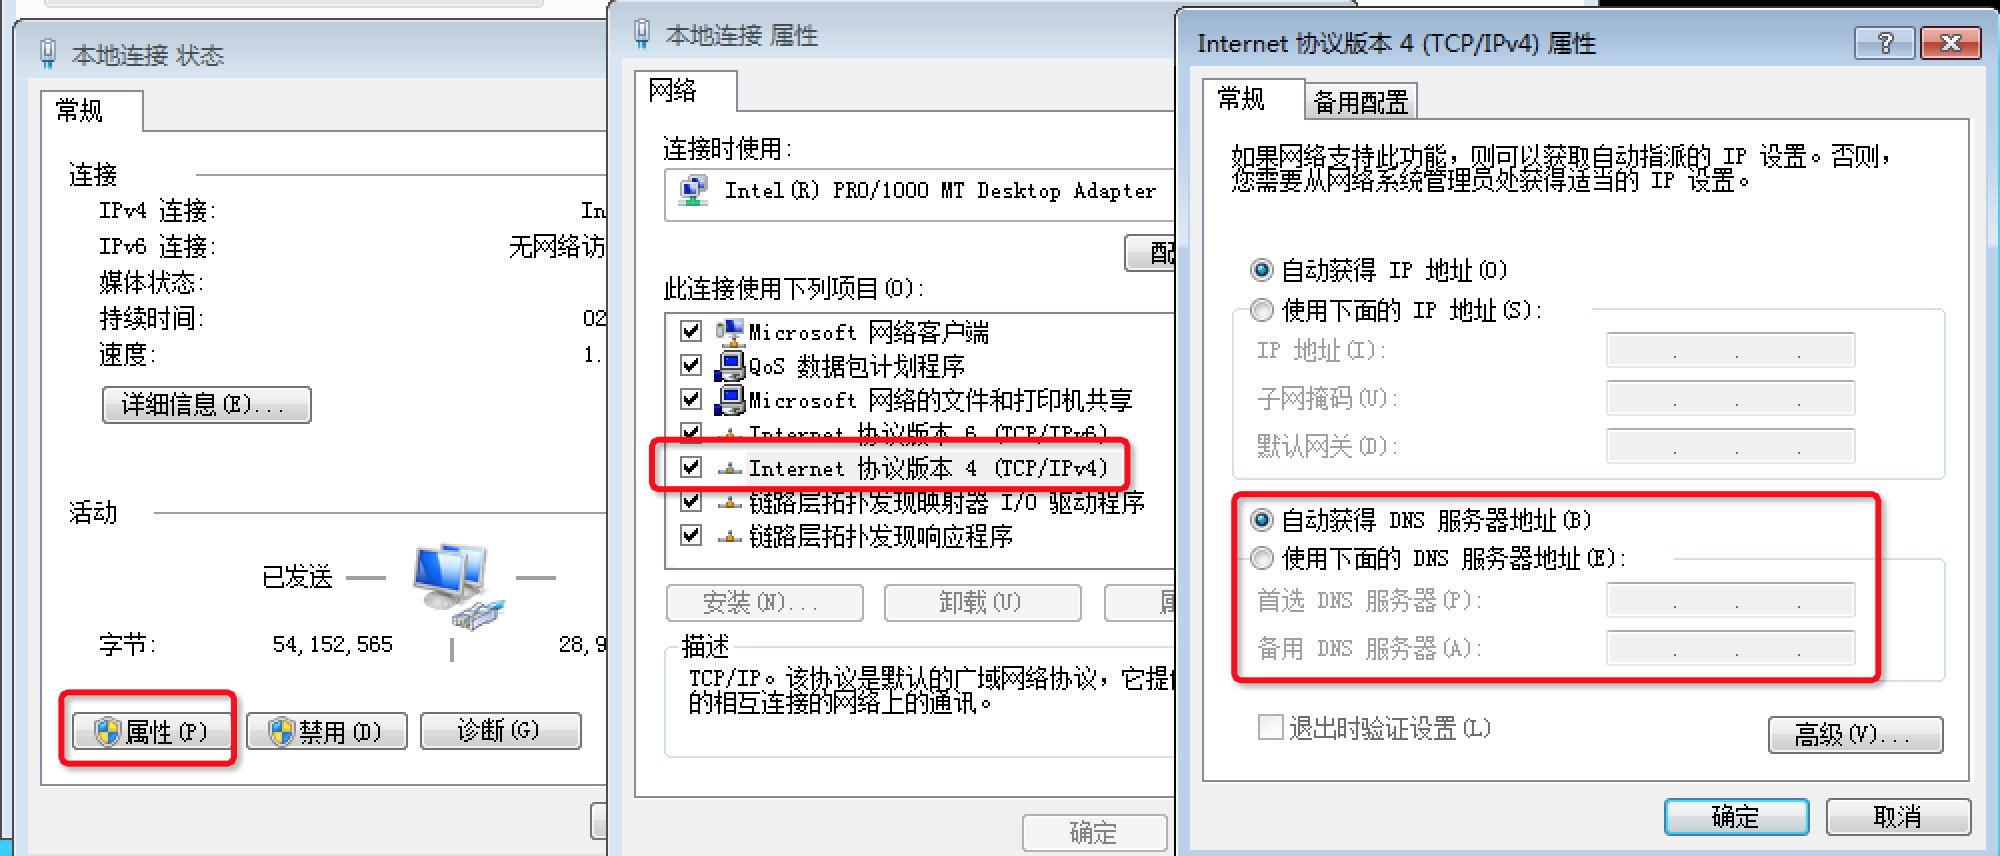 本地连接 状态
常规
连接
IPv4 连接:
In
IPv6 连接:
无网络访
媒体状态:
持续时间:
02
速度:
1.
详细信息(E)...
活动
已发送
字节:
54,152,565
28,9
属性(P)
禁用(D)
诊断(G)
本地连接 属性
网络
连接时使用:
Intel(R) PRO/1000 MT Desktop Adapter
配
此连接使用下列项目(O):
Microsoft 网络客户端
QoS 数据包计划程序
Microsoft 网络的文件和打印机共享
Internet 协议版本 6 (TCP/IPv6)
Internet 协议版本 4 (TCP/IPv4)
链路层拓扑发现映射器 I/O 驱动程序
链路层拓扑发现响应程序
安装(N)...
卸载(U)
描述
TCP/IP。该协议是默认的广域网络协议，它提
的相互连接的网络上的通讯。
确定
Internet 协议版本 4 (TCP/IPv4) 属性
?
常规
备用配置
如果网络支持此功能，则可以获取自动指派的 IP 设置。否则，
您需要从网络系统管理员处获得适当的 IP 设置。
自动获得 IP 地址(O)
使用下面的 IP 地址(S):
IP 地址(I):
子网掩码(U):
默认网关(D):
自动获得 DNS 服务器地址(B)
使用下面的 DNS 服务器地址(E):
首选 DNS 服务器(P):
备用 DNS 服务器(A):
退出时验证设置(L)
高级(V)...
确定
取消